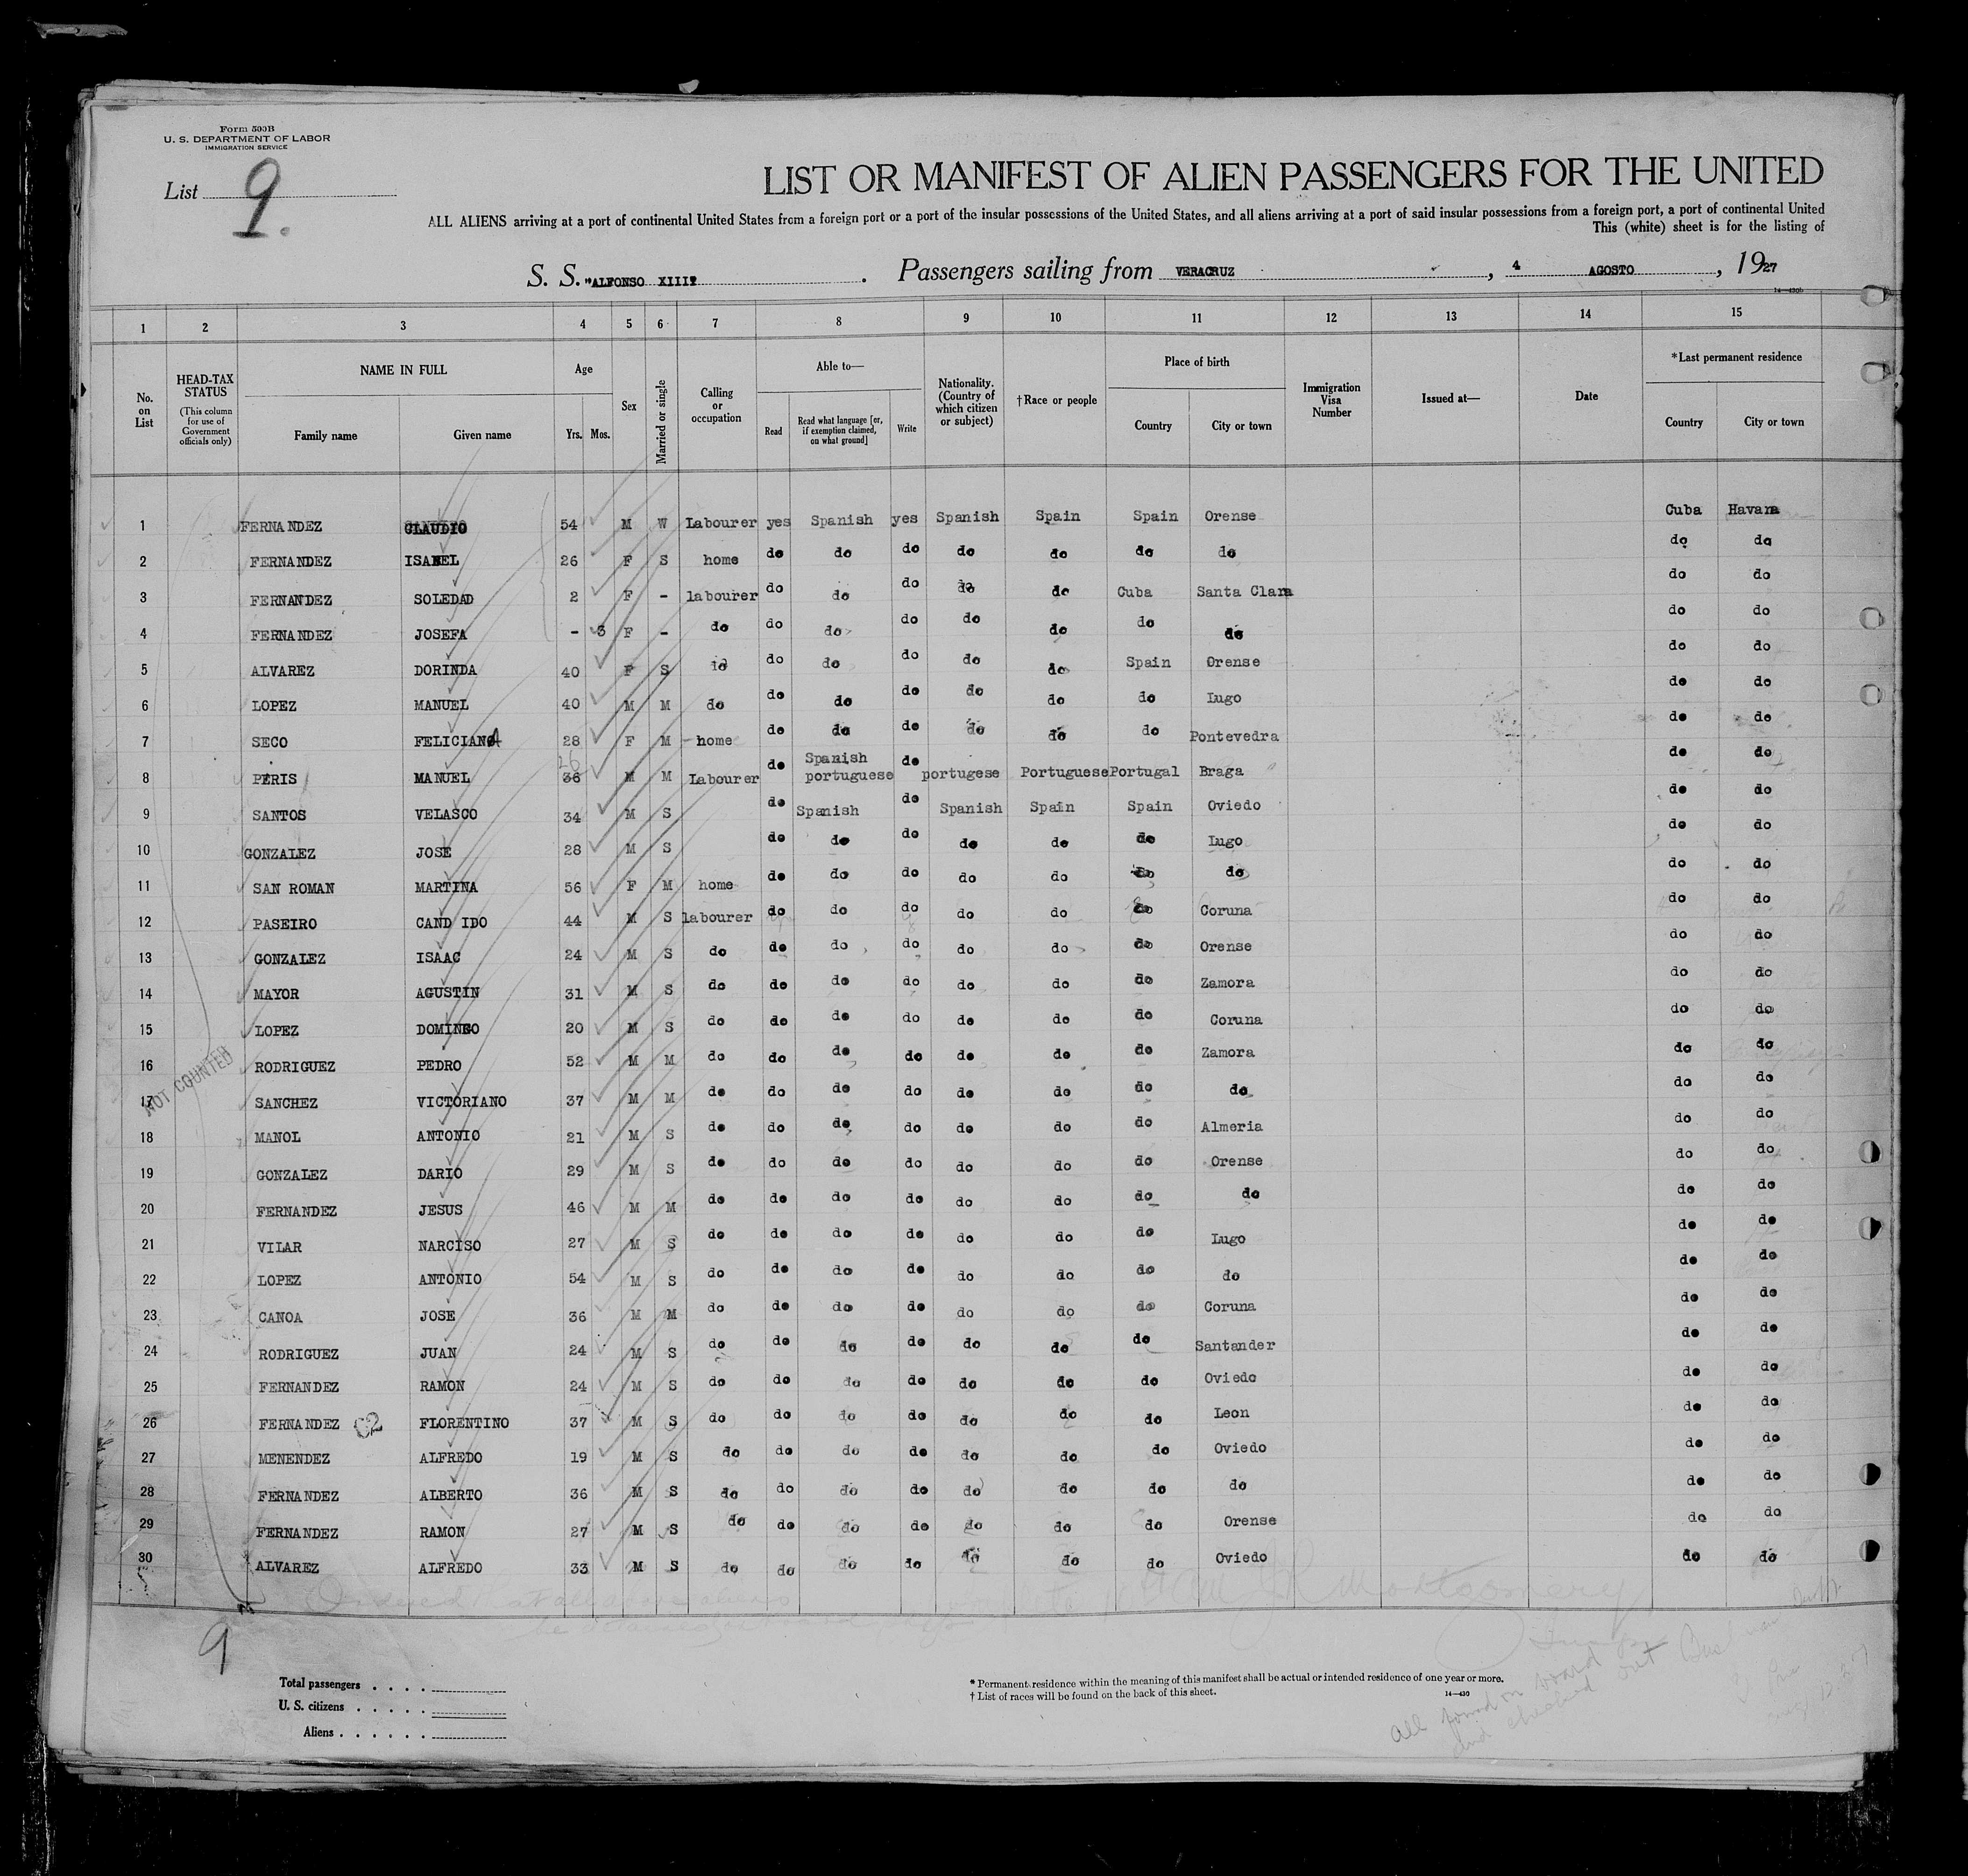 Form 500B
U. S. DEPARTMENT OF LABOR
IMMIGRATION SERVICE
List 9.
LIST OR MANIFEST OF ALIEN PASSENGERS FOR THE UNITED
ALL ALIENS arriving at a port of continental United States from a foreign port or a port of the insular possessions of the United States, and all aliens arriving at a port of said insular possessions from a foreign port, a port of continental United
This (white) sheet is for the listing of
S. S. "ALFONSO XIII" . Passengers sailing from VERACRUZ , 4 AGOSTO , 1927
1 2 3 4 5 6 7 8 9 10 11 12 13 14 15
No. on List HEAD-TAX STATUS (This column for use of Government officials only) NAME IN FULL Family name Given name Age Yrs. Mos. Sex Married or single Calling or occupation Able to— Read Read what language [or, if exemption claimed, on what ground] Write Nationality. (Country of which citizen or subject) †Race or people Place of birth Country City or town Immigration Visa Number Issued at— Date *Last permanent residence Country City or town
1 FERNANDEZ CLAUDIO 54 M W Labourer yes Spanish yes Spanish Spain Spain Orense Cuba Havana
2 FERNANDEZ ISABEL 26 F S home do do do do do do do do do
3 FERNANDEZ SOLEDAD 2 F - labourer do do do do do Cuba Santa Clara do do
4 FERNANDEZ JOSEFA - 3 F - do do do do do do do do do do
5 ALVAREZ DORINDA 40 F S do do do do do do Spain Orense do do
6 LOPEZ MANUEL 40 M M do do do do do do do Lugo do do
7 SECO FELICIANA 28 F M - home do do do do do do Pontevedra do do
8 PERIS MANUEL 36 26 M M Labourer do Spanish portuguese do portugese Portuguese Portugal Braga do do
9 SANTOS VELASCO 34 M S do Spanish do Spanish Spain Spain Oviedo do do
10 GONZALEZ JOSE 28 M S do do do do do do Lugo do do
11 SAN ROMAN MARTINA 56 F M home do do do do do do do do do
12 PASEIRO CAND IDO 44 M S labourer do do do do do do Coruna do do
13 GONZALEZ ISAAC 24 M S do do do do do do do Orense do do
14 MAYOR AGUSTIN 31 M S do do do do do do do Zamora do do
15 LOPEZ DOMINGO 20 M S do do do do do do do Coruna do do
16 RODRIGUEZ PEDRO 52 M M do do do do do do do Zamora do do
17 SANCHEZ VICTORIANO 37 M M do do do do do do do do do do
NOT COUNTED
18 MANOL ANTONIO 21 M S do do do do do do do Almeria do do
19 GONZALEZ DARIO 29 M S do do do do do do do Orense do do
20 FERNANDEZ JESUS 46 M M do do do do do do do do do do
21 VILAR NARCISO 27 M S do do do do do do do Lugo do do
22 LOPEZ ANTONIO 54 M S do do do do do do do do do do
23 CANOA JOSE 36 M M do do do do do do do Coruna do do
24 RODRIGUEZ JUAN 24 M S do do do do do do do Santander do do
25 FERNANDEZ RAMON 24 M S do do do do do do do Oviedo do do
26 FERNANDEZ FLORENTINO 37 M S do do do do do do do Leon do do
27 MENENDEZ ALFREDO 19 M S do do do do do do do Oviedo do do
28 FERNANDEZ ALBERTO 36 M S do do do do do do do do do do
29 FERNANDEZ RAMON 27 M S do do do do do do do Orense do do
30 ALVAREZ ALFREDO 33 M S do do do do do do do Oviedo do do
Montgomery
9
Total passengers
U. S. citizens
Aliens
* Permanent residence within the meaning of this manifest shall be actual or intended residence of one year or more.
† List of races will be found on the back of this sheet.
14—430
All found on board
and checked out